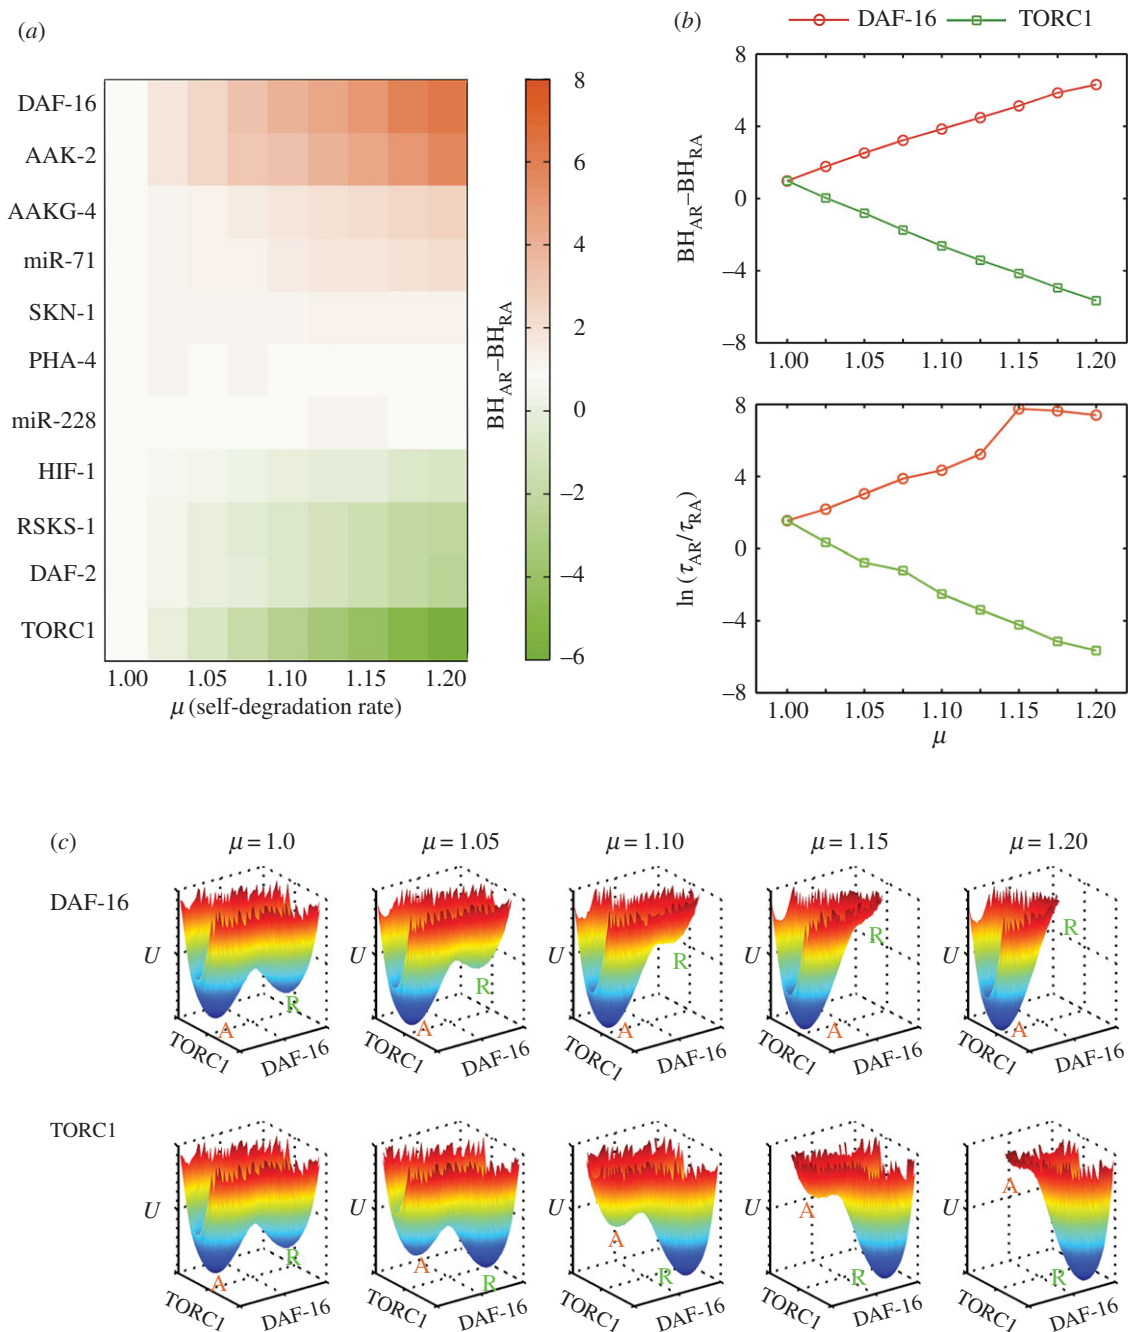 (a)
DAF-16
AAK-2
AAKG-4
miR-71
SKN-1
PHA-4
miR-228
HIF-1
RSKS-1
DAF-2
TORC1
1.00 1.05 1.10 1.15 1.20
μ (self-degradation rate)
8
6
4
2
0
−2
−4
−6
BH_AR−BH_RA
(b)
DAF-16 TORC1
8
4
0
−4
−8
BH_AR−BH_RA
1.00 1.05 1.10 1.15 1.20
8
4
0
−4
−8
ln (τ_AR/τ_RA)
1.00 1.05 1.10 1.15 1.20
μ
(c)
μ = 1.0 μ = 1.05 μ = 1.10 μ = 1.15 μ = 1.20
DAF-16
U U U U U
A R A R A R A R A R
TORC1 DAF-16 TORC1 DAF-16 TORC1 DAF-16 TORC1 DAF-16 TORC1 DAF-16
TORC1
U U U U U
A R A R A R A R A R
TORC1 DAF-16 TORC1 DAF-16 TORC1 DAF-16 TORC1 DAF-16 TORC1 DAF-16